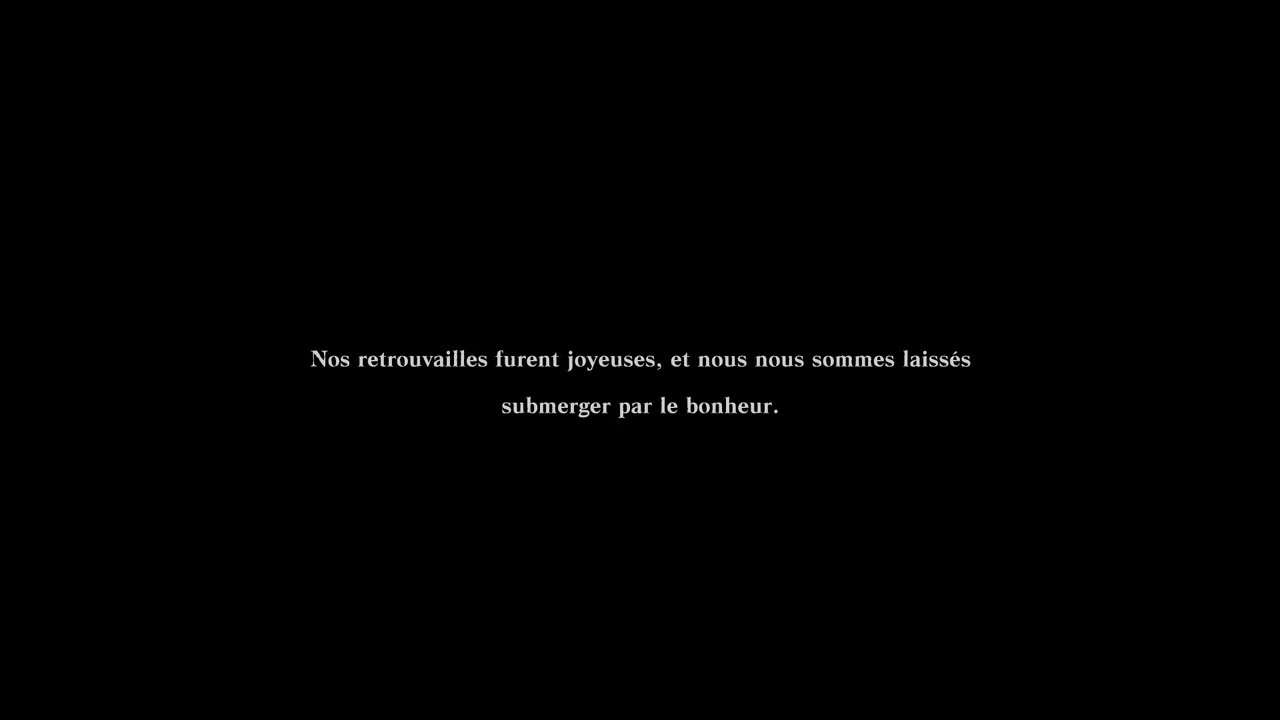 Nos retrouvailles furent joyeuses, et nous nous sommes laissés
submerger par le bonheur.